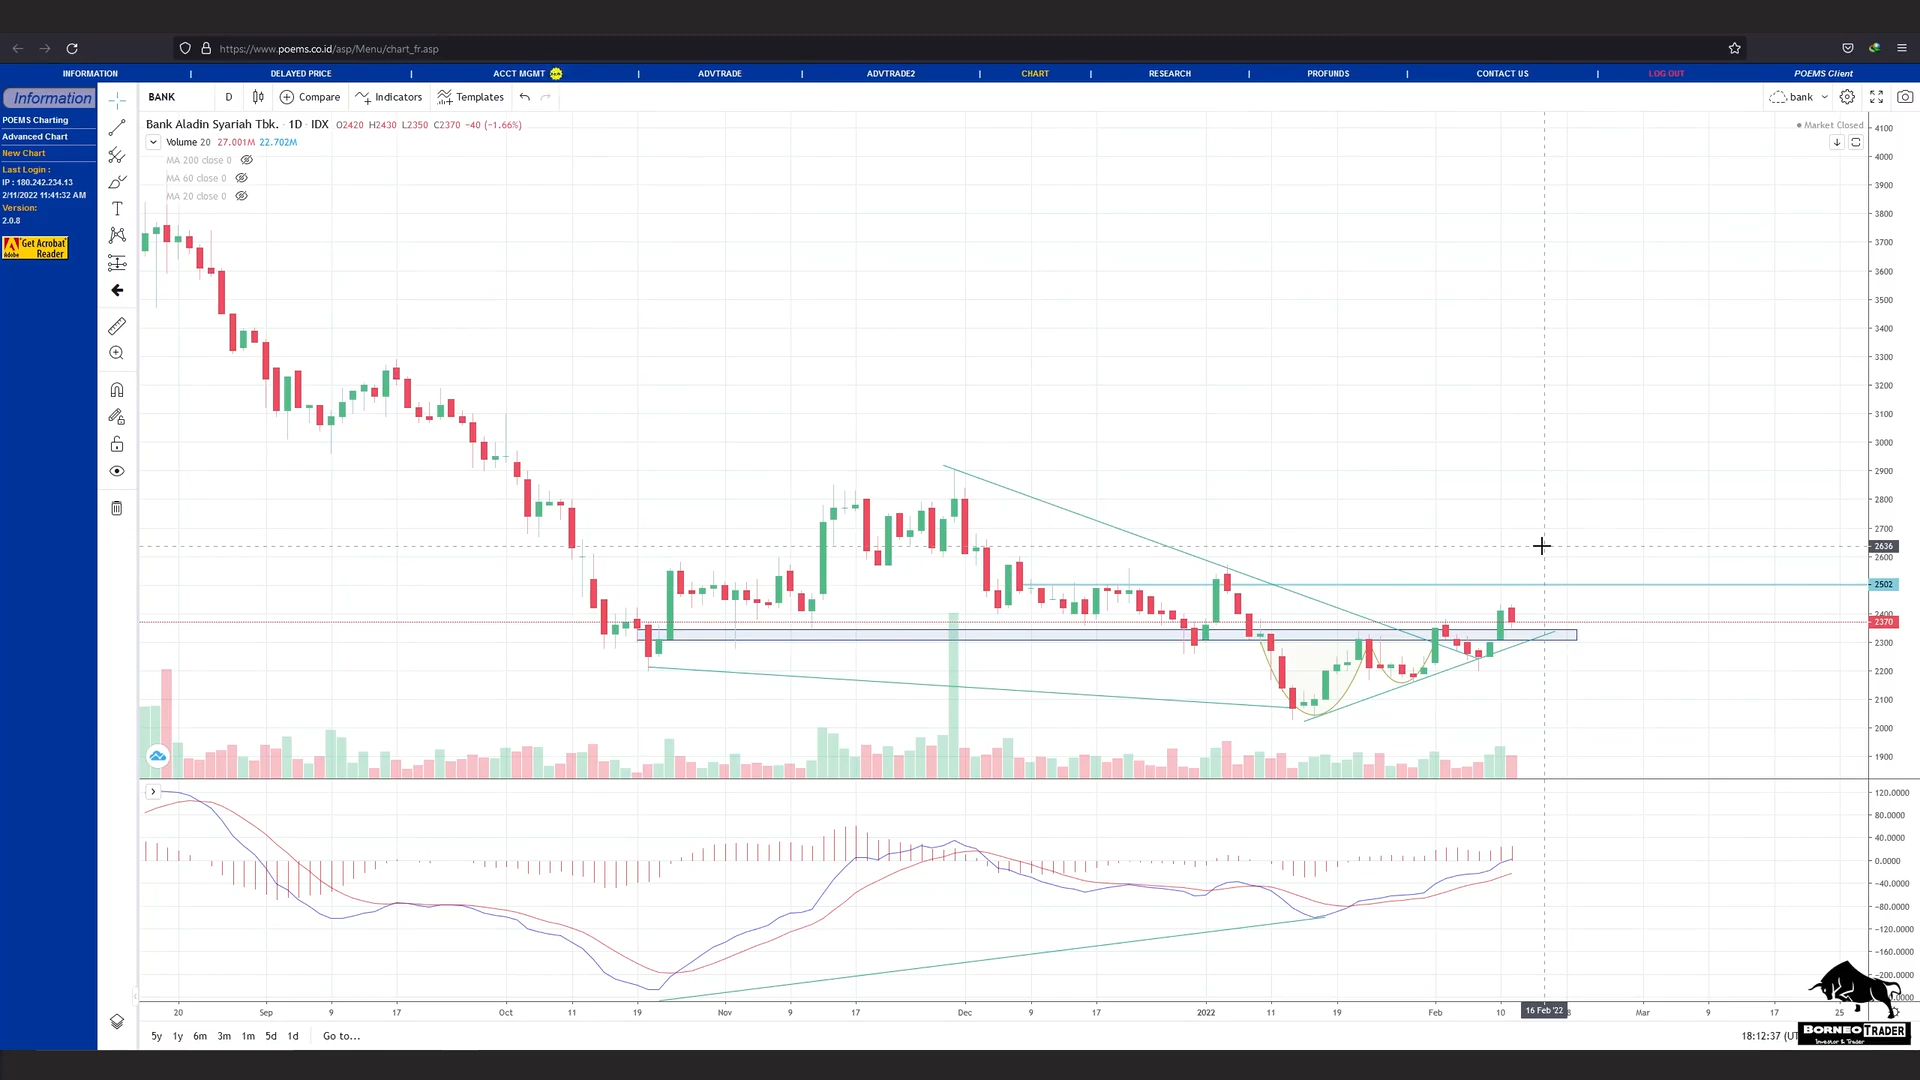 https://www.poems.co.id/asp/Menu/chart_fr.asp
INFORMATION | DELAYED PRICE | ACCT MGMT | ADVTRADE | ADVTRADE2 | CHART | RESEARCH | PROFUNDS | CONTACT US | LOG OUT POEMS Client
Information
POEMS Charting
Advanced Chart
New Chart
Last Login :
IP : 180.242.234.13
2/11/2022 11:41:32 AM
Version:
2.0.8
Get Acrobat
Adobe Reader
BANK D Compare Indicators Templates bank
Bank Aladin Syariah Tbk. · 1D · IDX O2420 H2430 L2350 C2370 −40 (−1.66%)
Market Closed
Volume 20 27.001M 22.702M
MA 200 close 0
MA 60 close 0
MA 20 close 0
4100
4000
3900
3800
3700
3600
3500
3400
3300
3200
3100
3000
2900
2800
2700
2636
2600
2502
2400
2370
2300
2200
2100
2000
1900
120.0000
80.0000
40.0000
0.0000
−40.0000
−80.0000
−120.0000
−160.0000
−200.0000
20 Sep 9 17 Oct 11 19 Nov 9 17 Dec 9 17 2022 11 19 Feb 10 16 Feb '22 Mar 9 17 25
5y 1y 6m 3m 1m 5d 1d Go to...
18:12:37 (UT
BORNEO TRADER
Investor & Trader